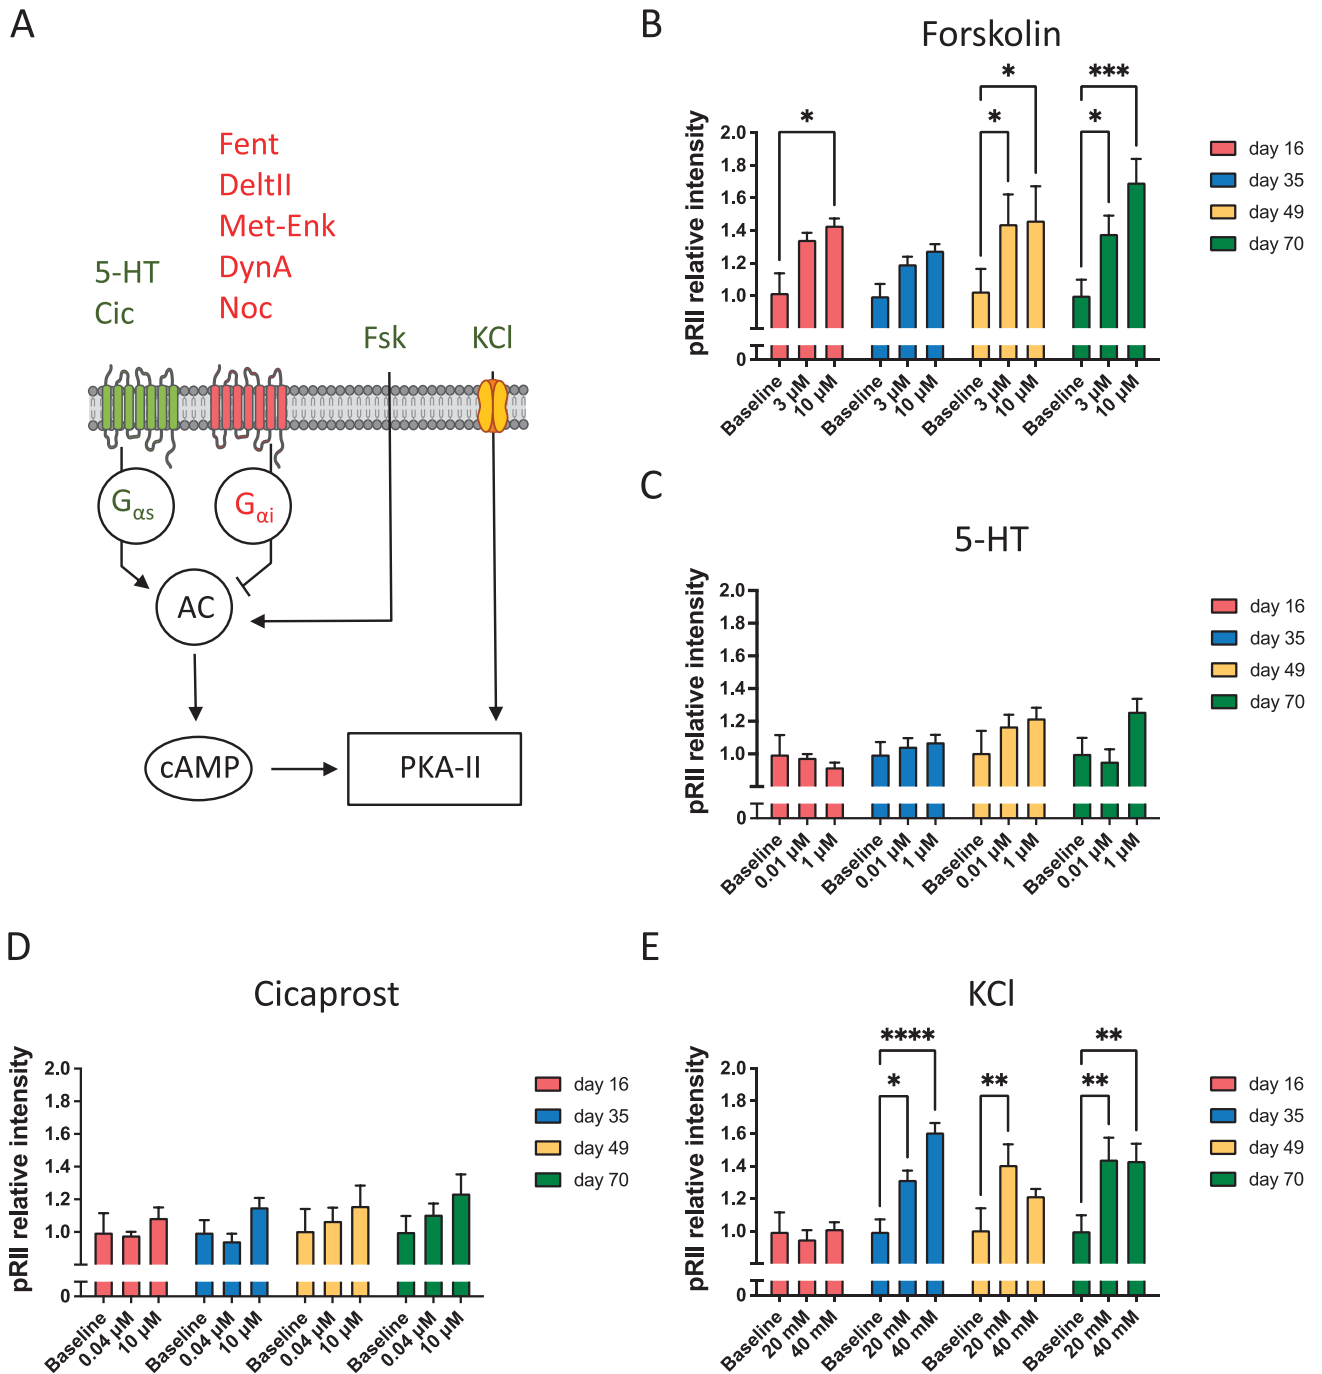 A
Fent
DeltII
Met-Enk
DynA
Noc
5-HT
Cic
Fsk
KCl
Gαs
Gαi
AC
cAMP
PKA-II
B
Forskolin
* * * * ***
pRII relative intensity
2.0
1.8
1.6
1.4
1.2
1.0
0
Baseline 3 µM 10 µM Baseline 3 µM 10 µM Baseline 3 µM 10 µM Baseline 3 µM 10 µM
day 16
day 35
day 49
day 70
C
5-HT
pRII relative intensity
2.0
1.8
1.6
1.4
1.2
1.0
0
Baseline 0.01 µM 1 µM Baseline 0.01 µM 1 µM Baseline 0.01 µM 1 µM Baseline 0.01 µM 1 µM
day 16
day 35
day 49
day 70
D
Cicaprost
pRII relative intensity
2.0
1.8
1.6
1.4
1.2
1.0
0
Baseline 0.04 µM 10 µM Baseline 0.04 µM 10 µM Baseline 0.04 µM 10 µM Baseline 0.04 µM 10 µM
day 16
day 35
day 49
day 70
E
KCl
**** * ** ** **
pRII relative intensity
2.0
1.8
1.6
1.4
1.2
1.0
0
Baseline 20 mM 40 mM Baseline 20 mM 40 mM Baseline 20 mM 40 mM Baseline 20 mM 40 mM
day 16
day 35
day 49
day 70